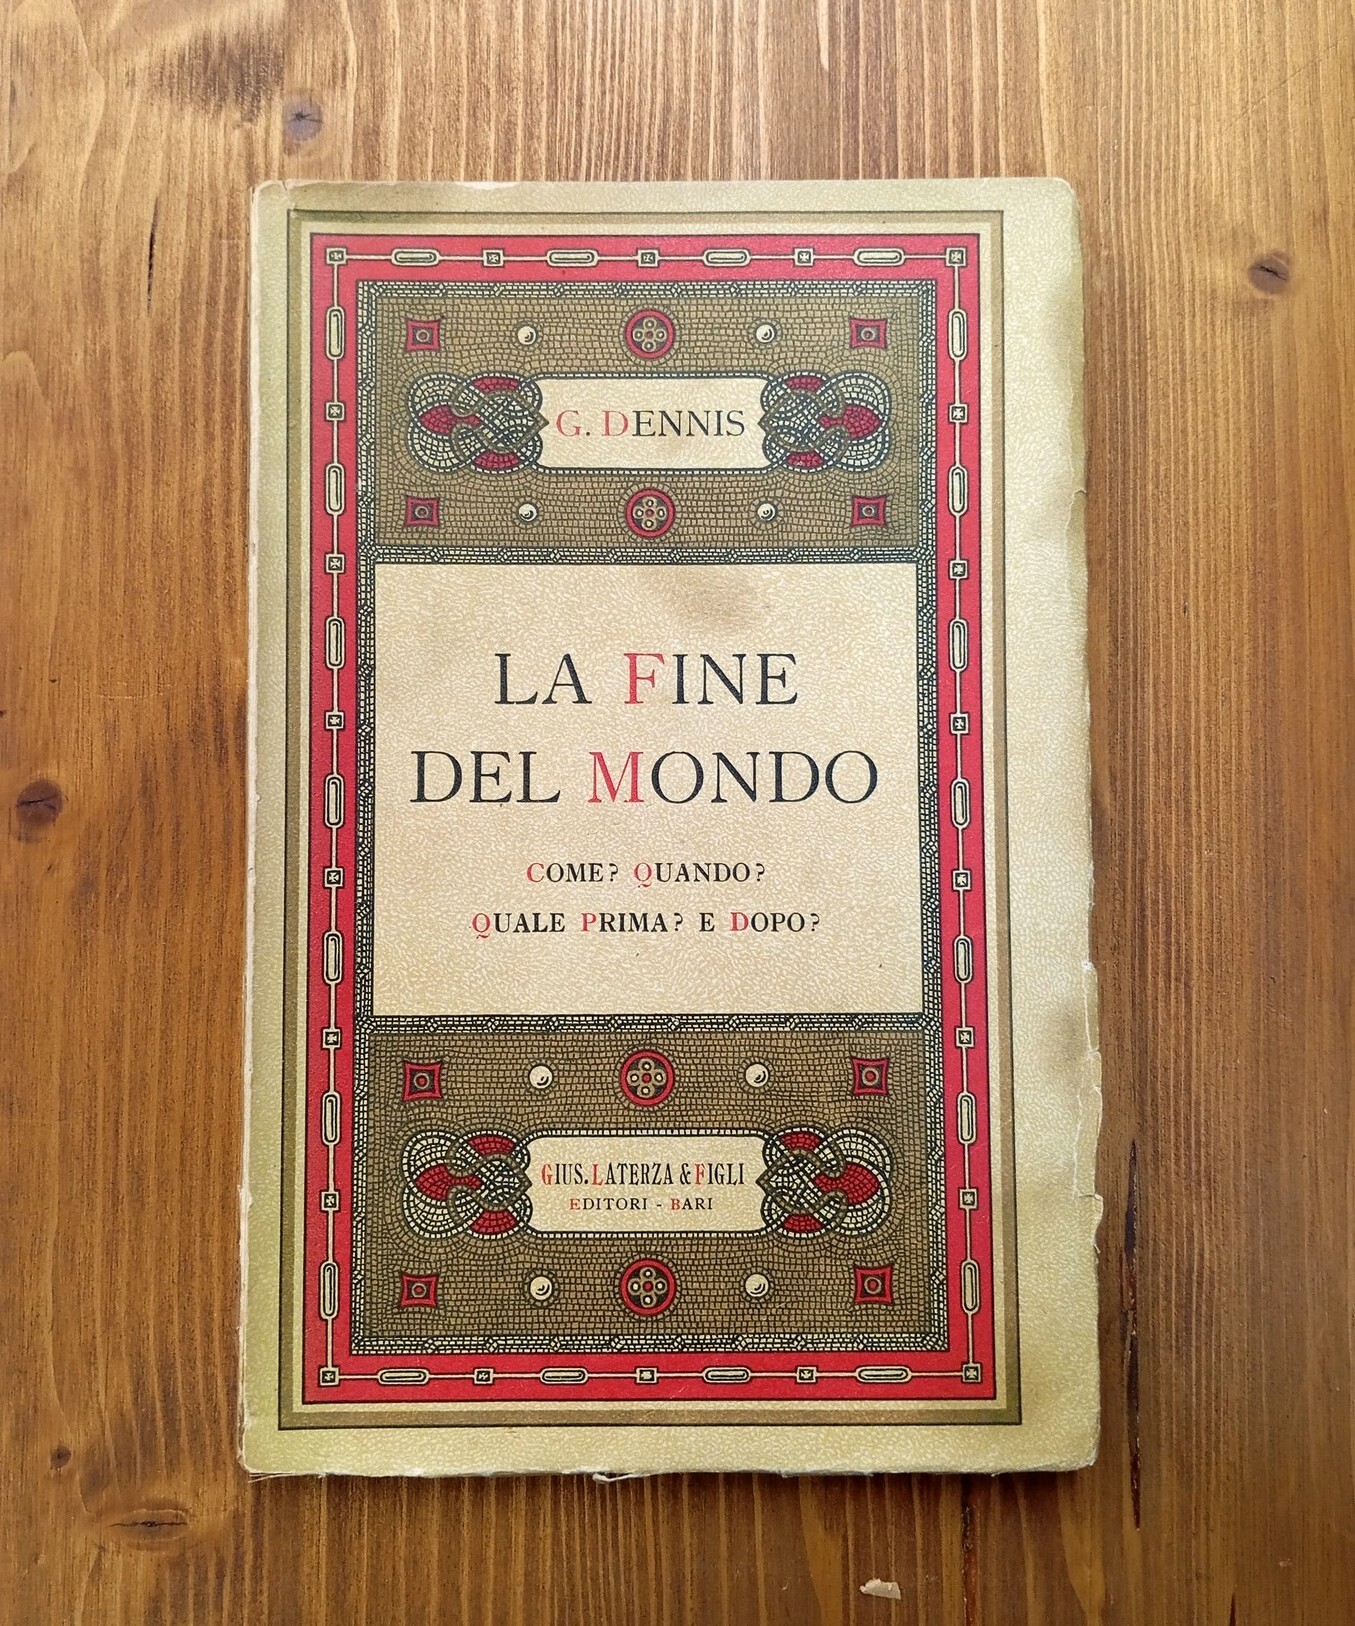 G. DENNIS
LA FINE
DEL MONDO
COME? QUANDO?
QUALE PRIMA? E DOPO?
GIUS. LATERZA & FIGLI
EDITORI - BARI